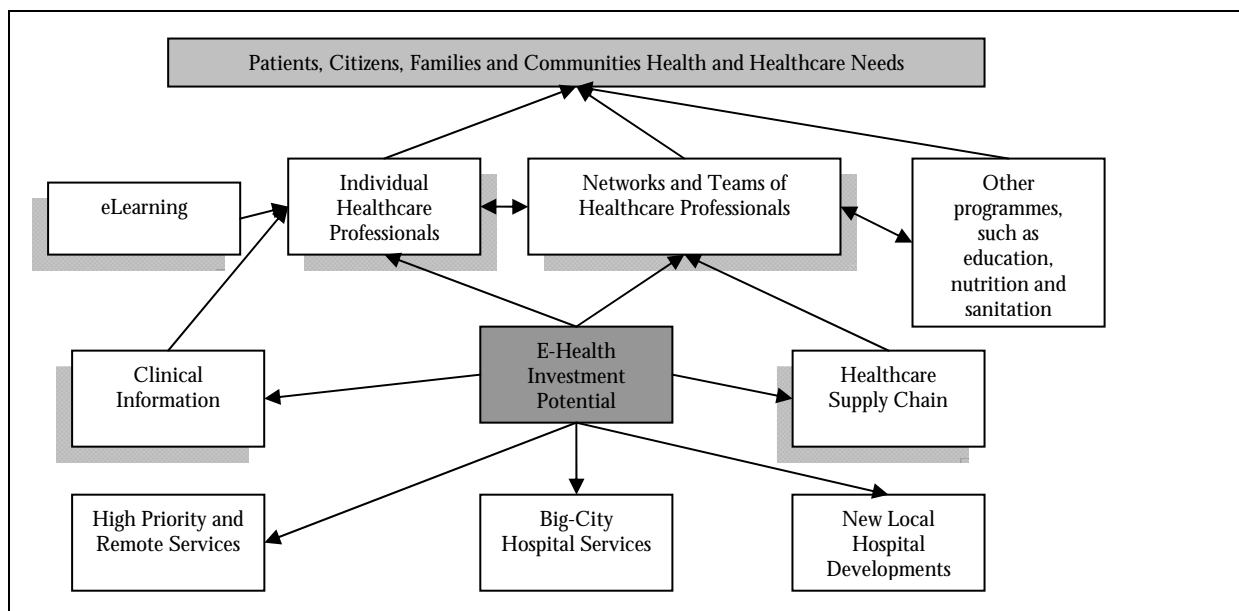 Patients, Citizens, Families and Communities Health and Healthcare Needs
eLearning
Individual
Healthcare
Professionals
Networks and Teams of
Healthcare Professionals
Other
programmes,
such as
education,
nutrition and
sanitation
Clinical
Information
E-Health
Investment
Potential
Healthcare
Supply Chain
High Priority and
Remote Services
Big-City
Hospital Services
New Local
Hospital
Developments